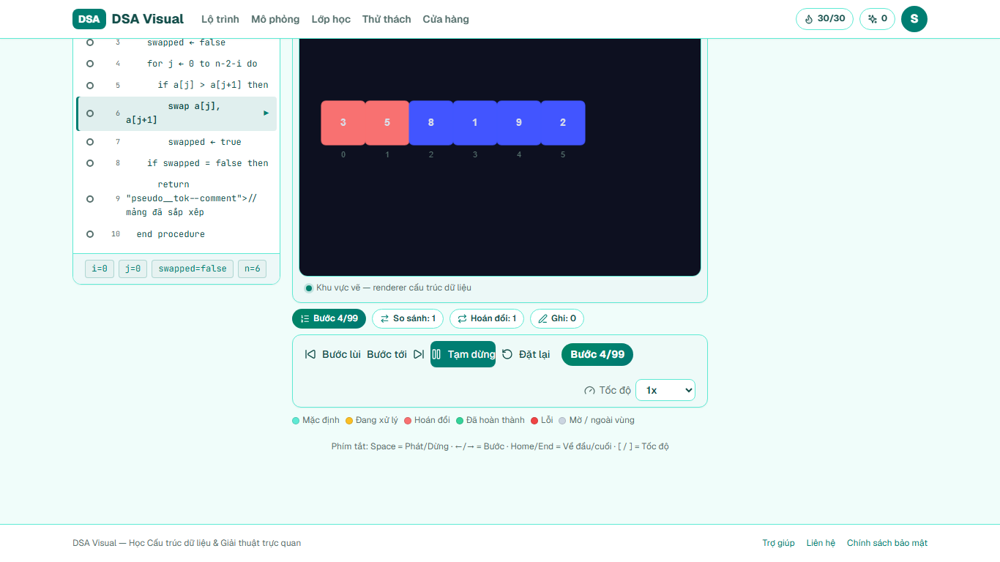 DSA DSA Visual Lộ trình Mô phỏng Lớp học Thử thách Cửa hàng 30/30 0 S
3 swapped ← false
4 for j ← 0 to n-2-i do
5 if a[j] > a[j+1] then
6 swap a[j],
a[j+1]
7 swapped ← true
8 if swapped = false then
return
9 "pseudo__tok--comment">//
mảng đã sắp xếp
10 end procedure
i=0 j=0 swapped=false n=6
3 5 8 1 9 2
0 1 2 3 4 5
Khu vực vẽ — renderer cấu trúc dữ liệu
Bước 4/99 So sánh: 1 Hoán đổi: 1 Ghi: 0
Bước lùi Bước tới Tạm dừng Đặt lại Bước 4/99
Tốc độ 1x
Mặc định Đang xử lý Hoán đổi Đã hoàn thành Lỗi Mờ / ngoài vùng
Phím tắt: Space = Phát/Dừng · ←/→ = Bước · Home/End = Về đầu/cuối · [ / ] = Tốc độ
DSA Visual — Học Cấu trúc dữ liệu & Giải thuật trực quan Trợ giúp Liên hệ Chính sách bảo mật